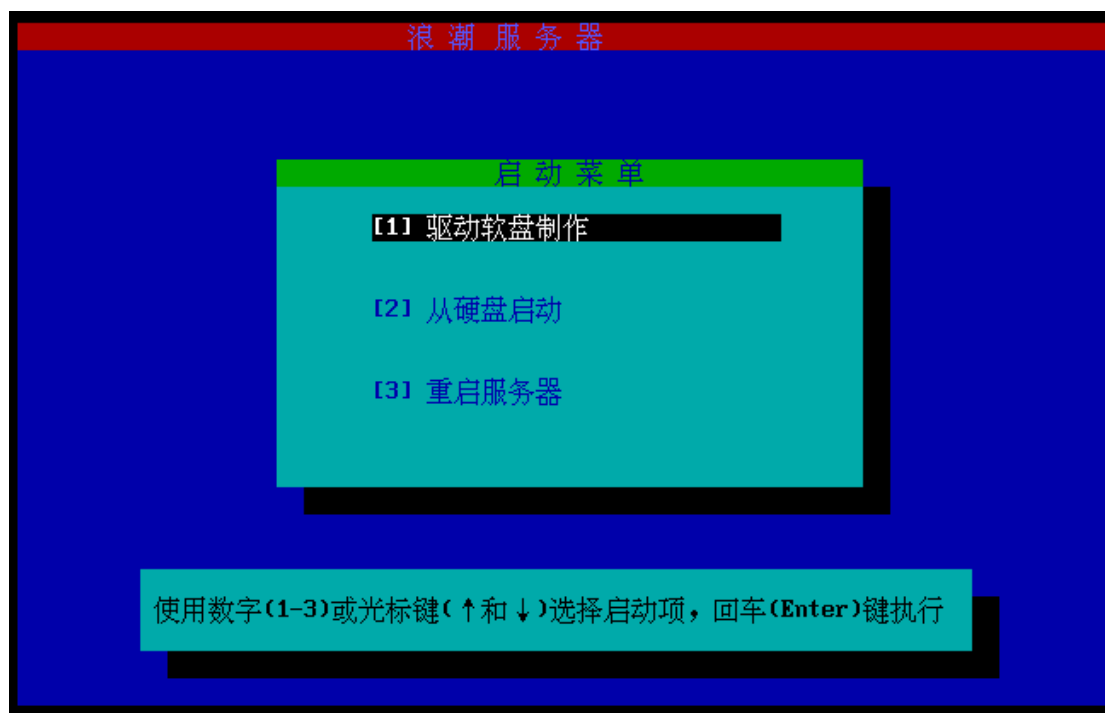 浪 潮 服 务 器
启 动 菜 单
[1] 驱动软盘制作
[2] 从硬盘启动
[3] 重启服务器
使用数字(1-3)或光标键(↑和↓)选择启动项，回车(Enter)键执行